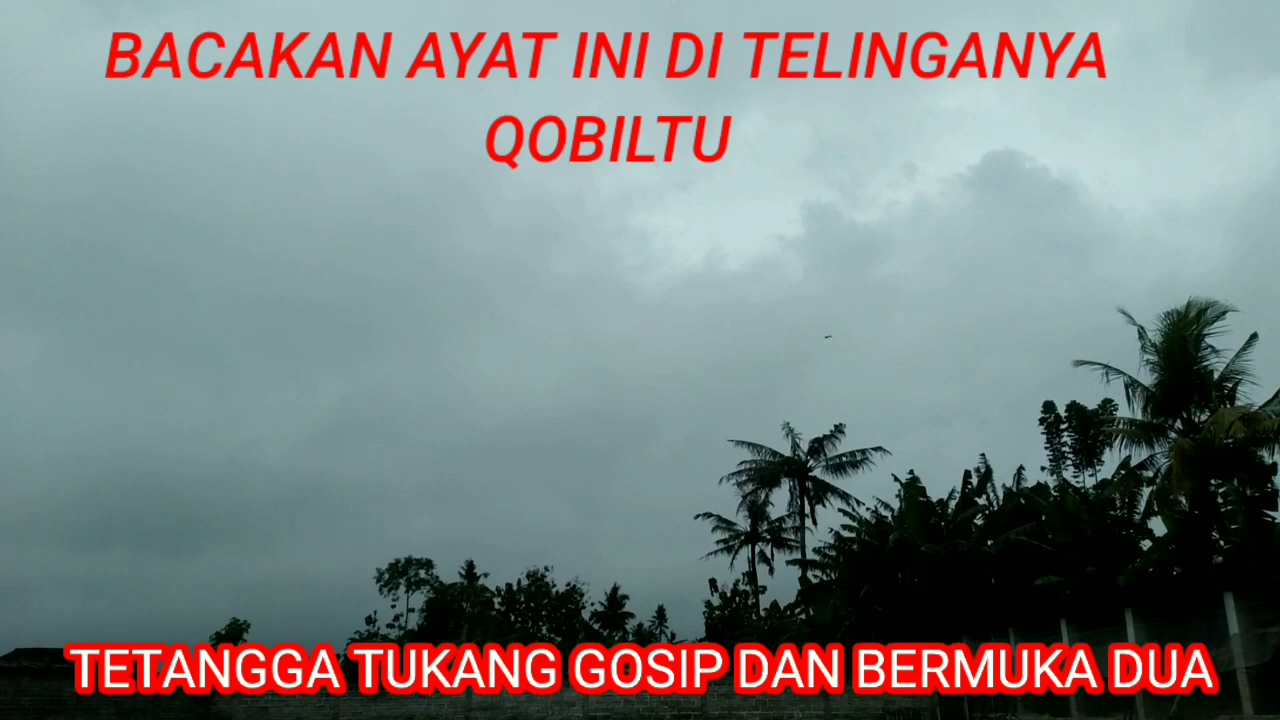 BACAKAN AYAT INI DI TELINGANYA
QOBILTU
TETANGGA TUKANG GOSIP DAN BERMUKA DUA